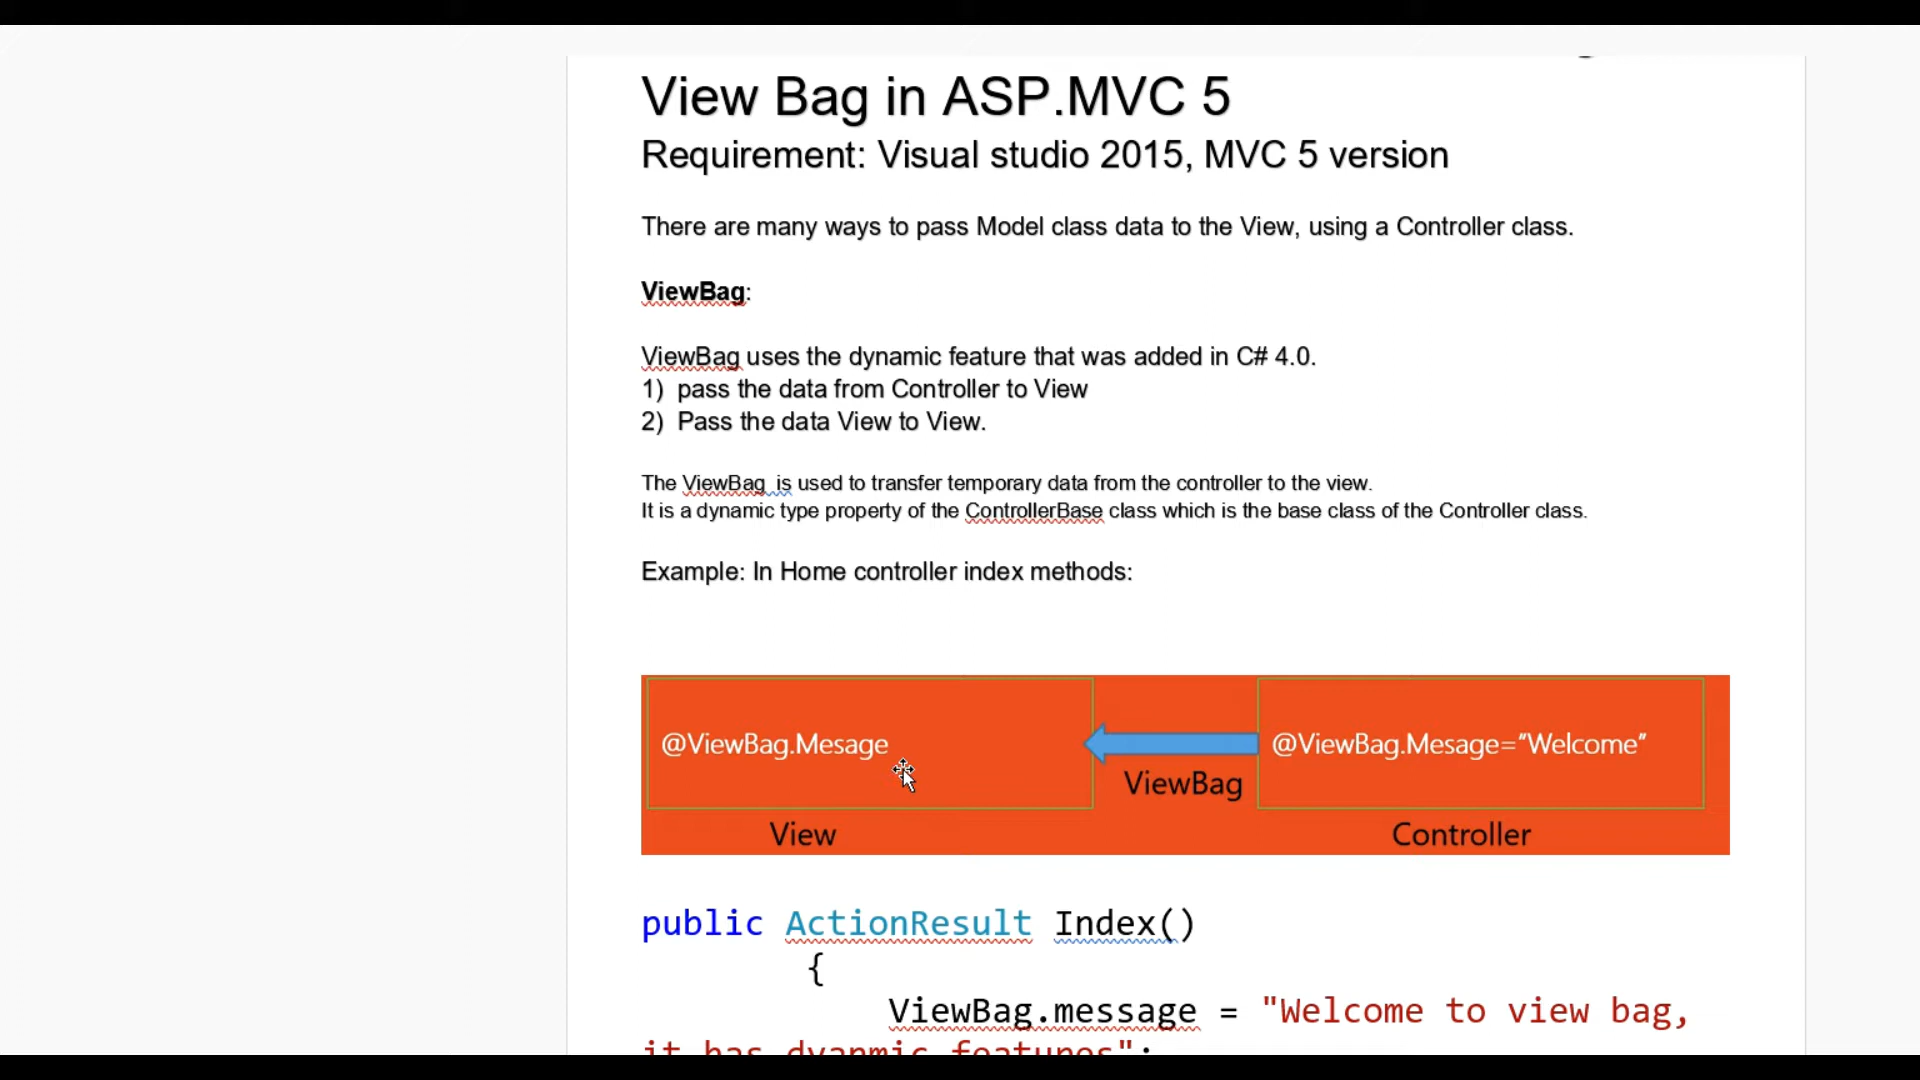 View Bag in ASP.MVC 5
Requirement: Visual studio 2015, MVC 5 version
There are many ways to pass Model class data to the View, using a Controller class.
ViewBag:
ViewBag uses the dynamic feature that was added in C# 4.0.
1) pass the data from Controller to View
2) Pass the data View to View.
The ViewBag is used to transfer temporary data from the controller to the view.
It is a dynamic type property of the ControllerBase class which is the base class of the Controller class.
Example: In Home controller index methods:
@ViewBag.Mesage
@ViewBag.Mesage="Welcome"
ViewBag
View
Controller
public ActionResult Index()
{
ViewBag.message = "Welcome to view bag,
it has dyanmic features";